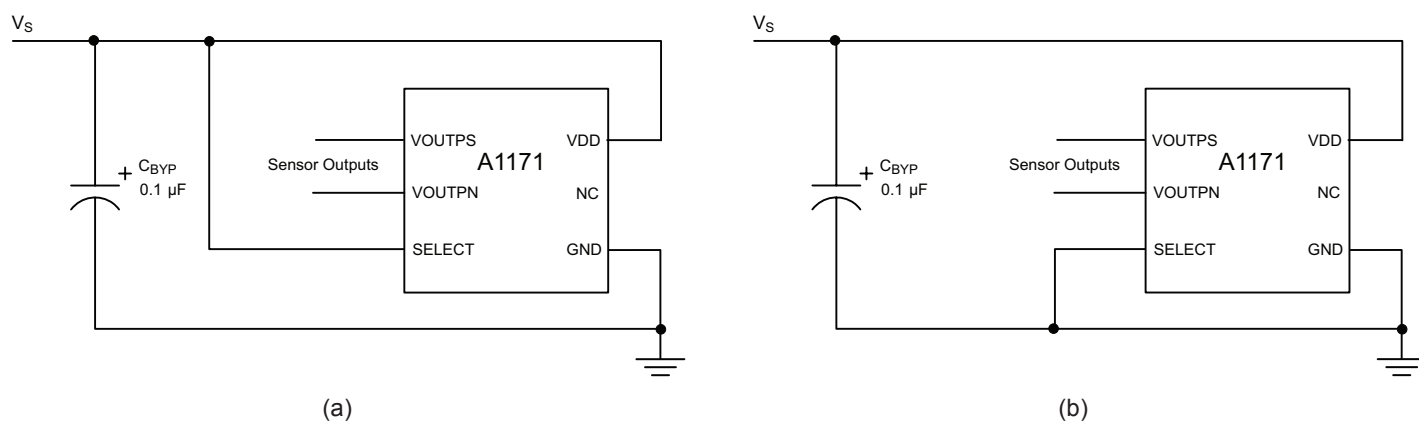 V_S
VOUTPS VDD
A1171
Sensor Outputs
+ C_BYP
0.1 µF
VOUTPN NC
SELECT GND
(a)
V_S
VOUTPS VDD
A1171
Sensor Outputs
+ C_BYP
0.1 µF
VOUTPN NC
SELECT GND
(b)